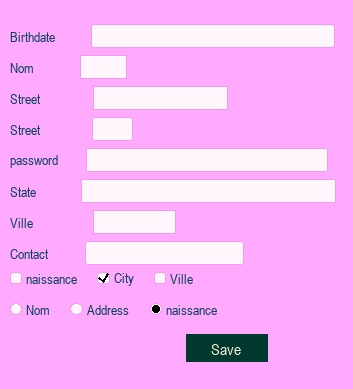 Birthdate
Nom
Street
Street
password
State
Ville
Contact
naissance City Ville
Nom Address naissance
Save